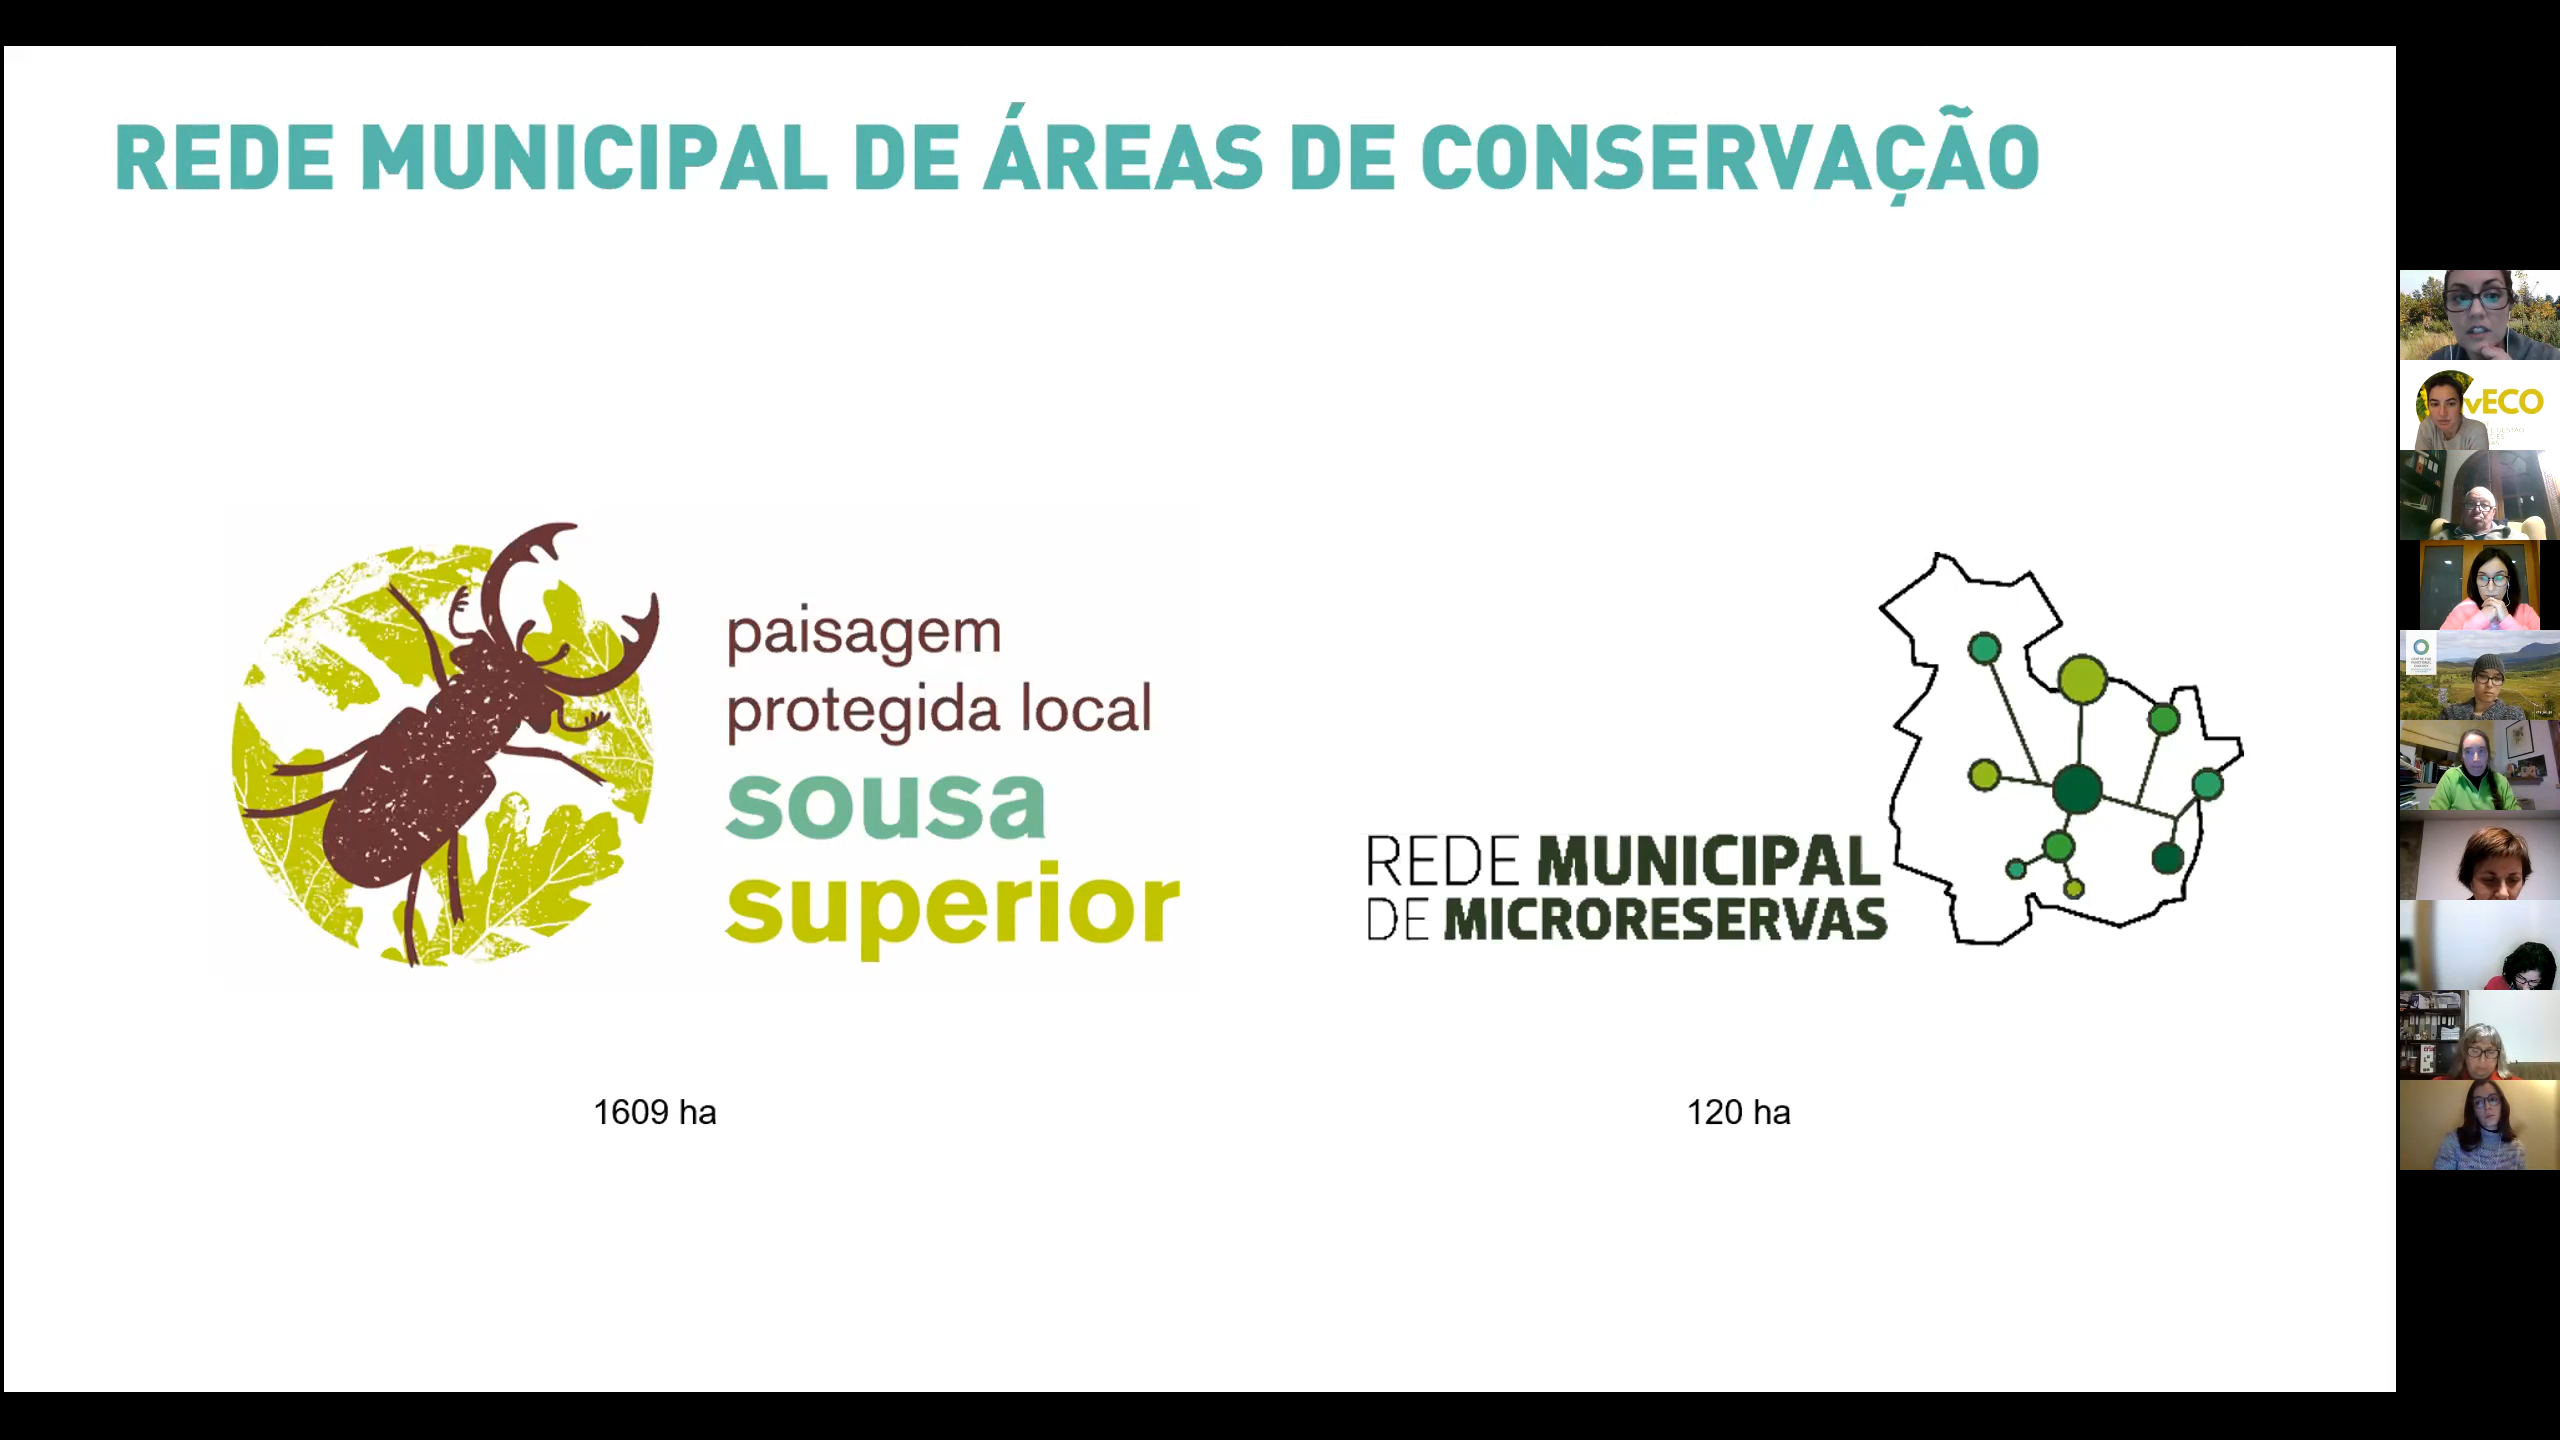 REDE MUNICIPAL DE ÁREAS DE CONSERVAÇÃO
paisagem
protegida local
sousa
superior
REDE MUNICIPAL
DE MICRORESERVAS
1609 ha
120 ha
vECO